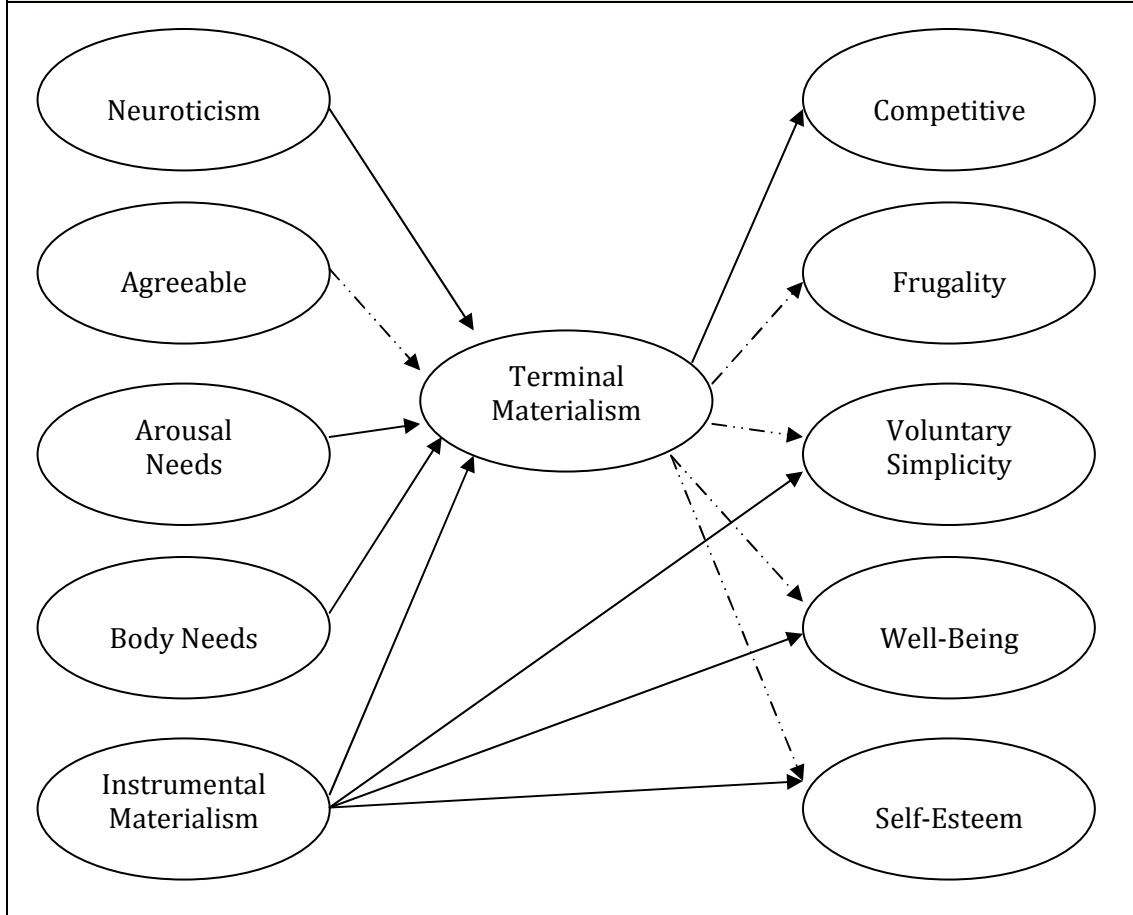 Neuroticism
Agreeable
Arousal
Needs
Body Needs
Instrumental
Materialism
Terminal
Materialism
Competitive
Frugality
Voluntary
Simplicity
Well-Being
Self-Esteem